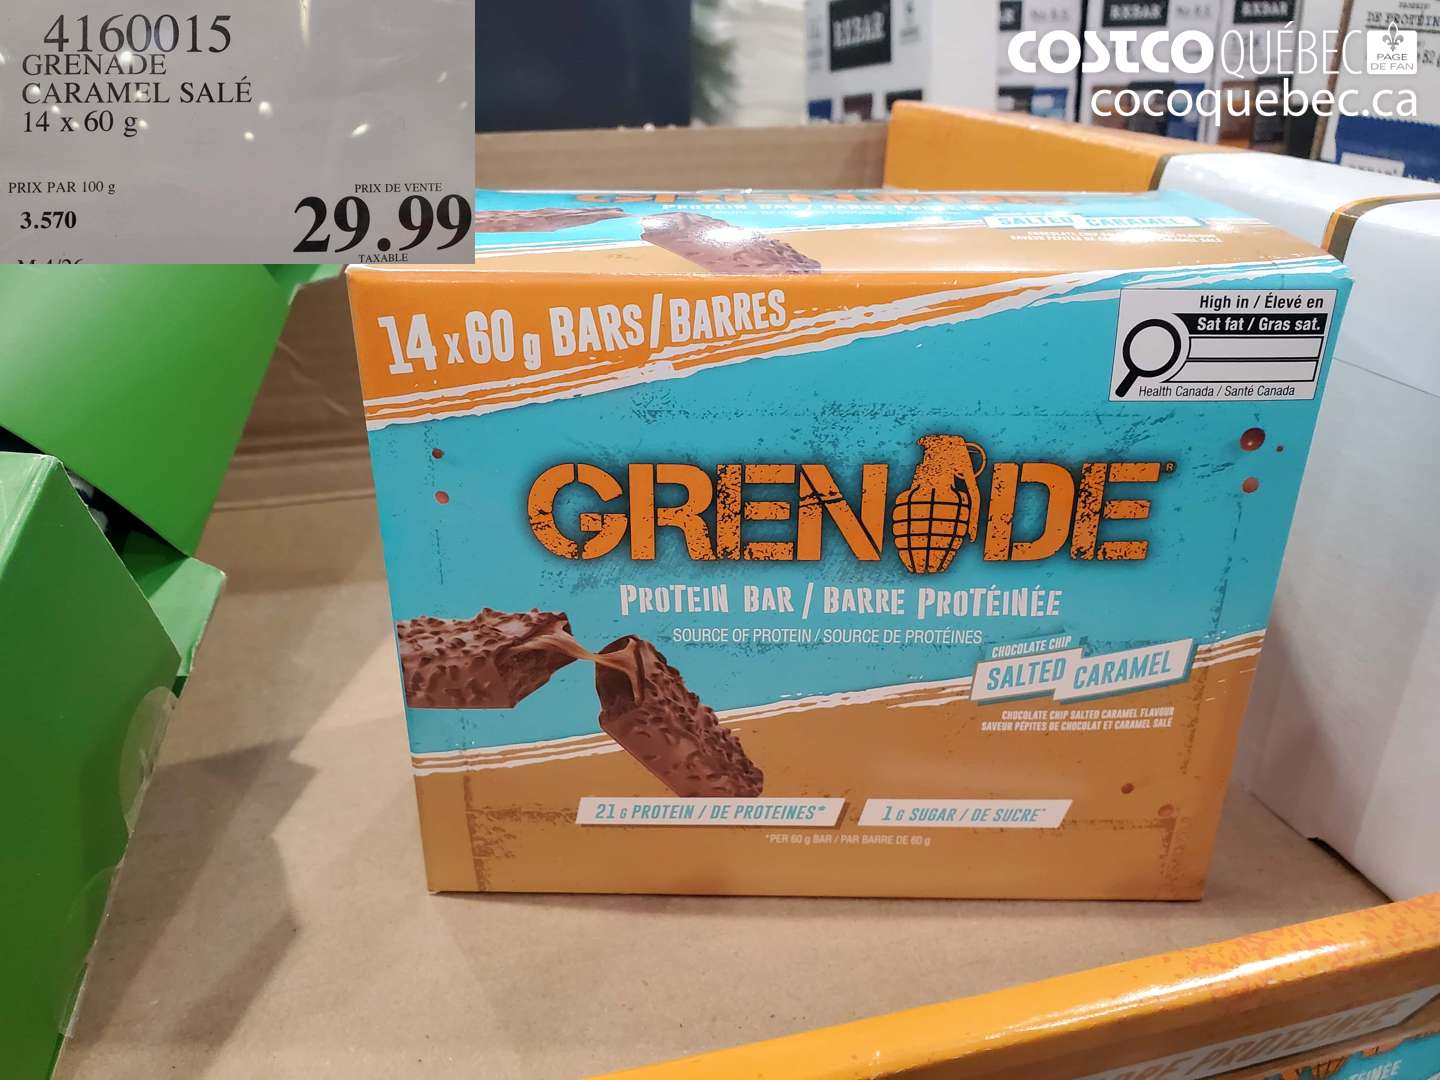 4160015
GRENADE
CARAMEL SALÉ
14 x 60 g
PRIX PAR 100 g
3.570
PRIX DE VENTE
29.99
TAXABLE
COSTCO QUÉBEC
PAGE
DE FAN
cocoquebec.ca
RXBAR
RXBAR
RXBAR
GRENADE
SALTED CARAMEL
14 x 60 g BARS / BARRES
High in / Élevé en
Sat fat / Gras sat.
Health Canada / Santé Canada
GRENADE®
PROTEIN BAR / BARRE PROTÉINÉE
SOURCE OF PROTEIN / SOURCE DE PROTÉINES
CHOCOLATE CHIP
SALTED CARAMEL
CHOCOLATE CHIP SALTED CARAMEL FLAVOUR
SAVEUR PÉPITES DE CHOCOLAT ET CARAMEL SALÉ
21 G PROTEIN / DE PROTEINES*
1 G SUGAR / DE SUCRE*
*PER 60 g BAR / PAR BARRE DE 60 g